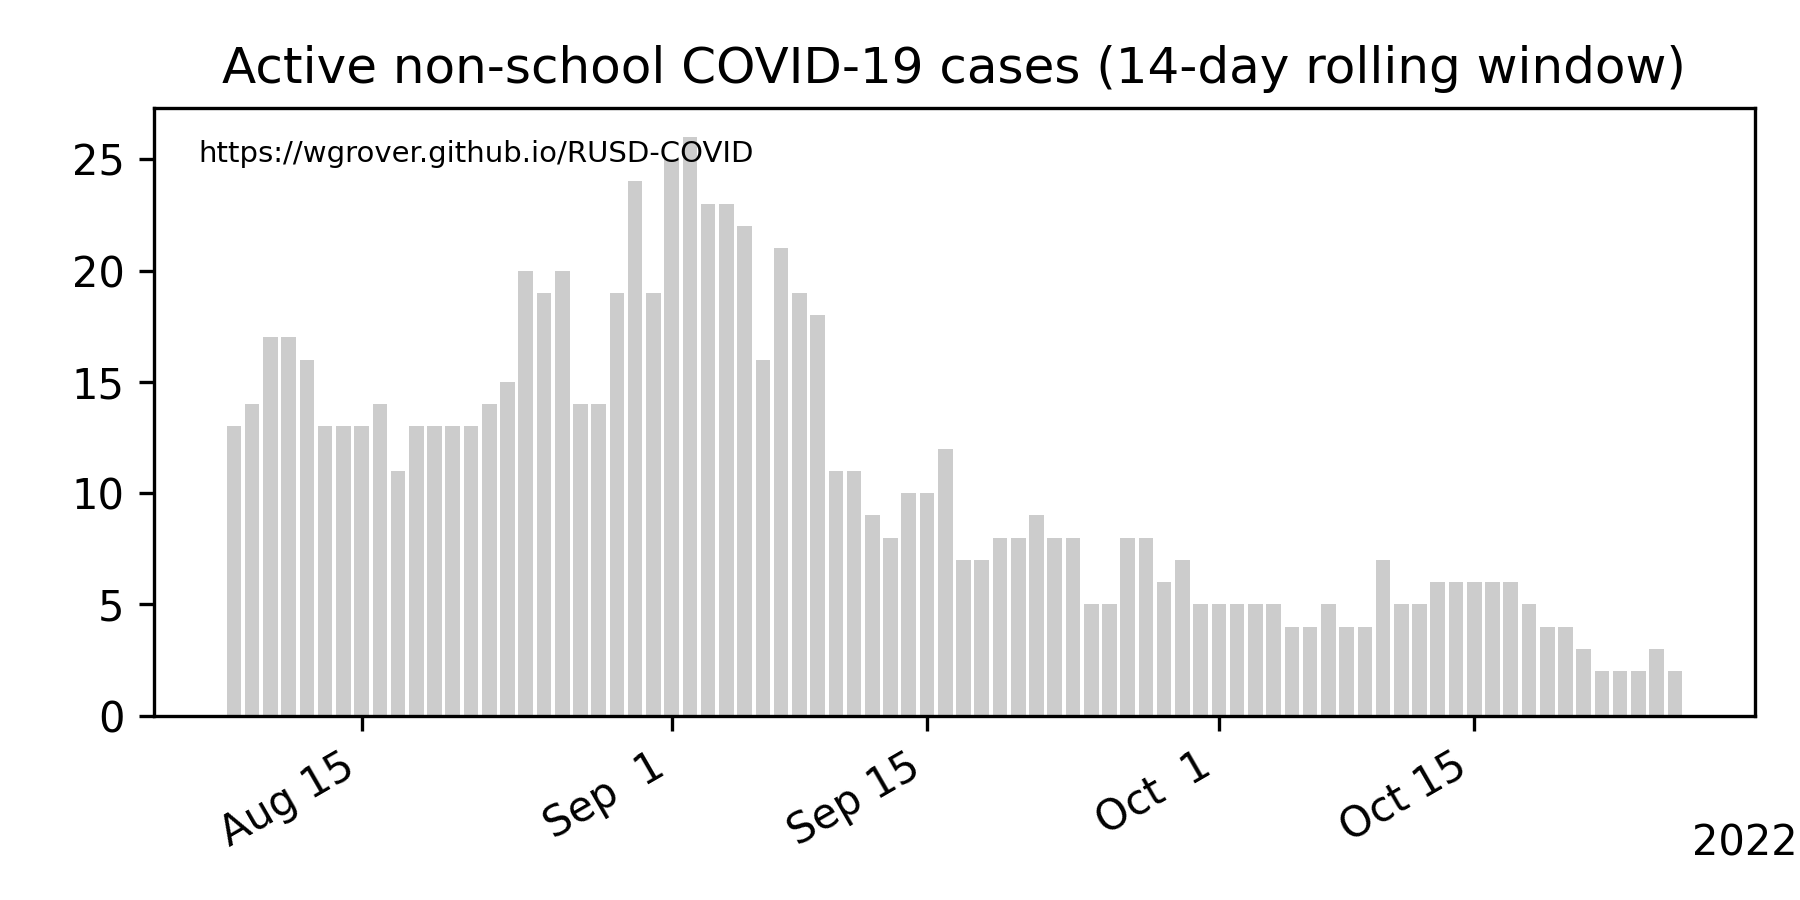 Active non-school COVID-19 cases (14-day rolling window)
https://wgrover.github.io/RUSD-COVID
25
20
15
10
5
0
Aug 15
Sep  1
Sep 15
Oct  1
Oct 15
2022